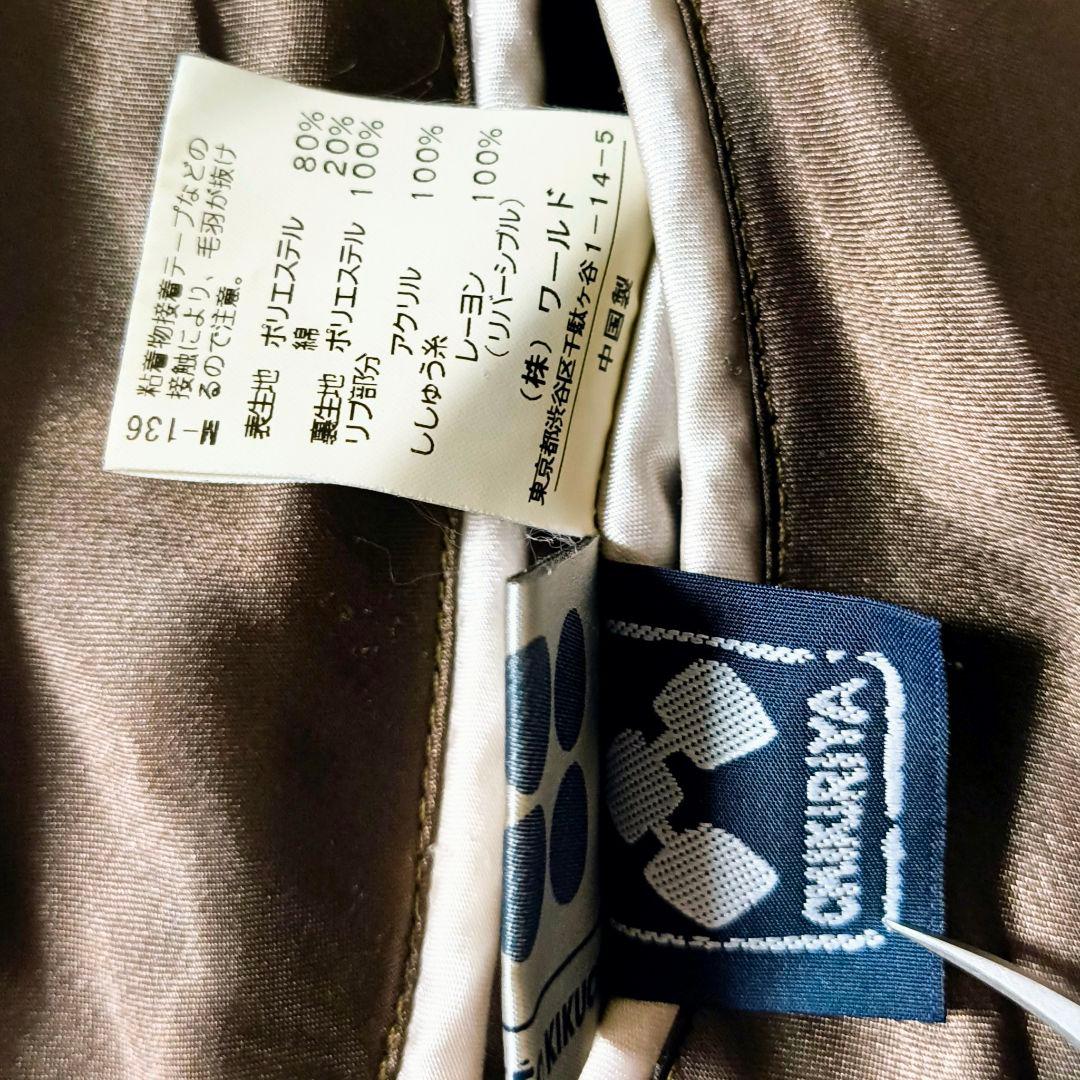 粘着物接着テープなどの
接触により、毛羽が抜け
るので注意。
表生地 ポリエステル 80%
綿 20%
裏生地 ポリエステル 100%
リブ部分
アクリル 100%
ししゅう糸
レーヨン 100%
(リバーシブル)
(株) ワールド
東京都渋谷区千駄ヶ谷1-14-5
中国製
KIKUC
CHIKIRIYA